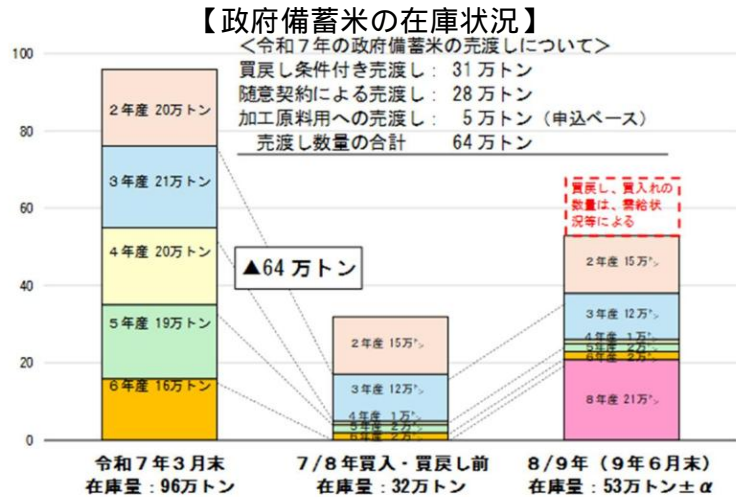 【政府備蓄米の在庫状況】
＜令和７年の政府備蓄米の売渡しについて＞
買戻し条件付き売渡し： 31 万トン
随意契約による売渡し： 28 万トン
加工原料用への売渡し： 5 万トン（申込ベース）
売渡し数量の合計 64 万トン
100
80
60
40
20
0
２年産 20万トン
３年産 21万トン
４年産 20万トン
５年産 19万トン
６年産 16万トン
▲64 万トン
２年産 15万㌧
３年産 12万㌧
４年産 1万㌧
５年産 2万㌧
６年産 2万㌧
買戻し、買入れの
数量は、需給状
況等による
２年産 15万㌧
３年産 12万㌧
４年産 1万㌧
５年産 2万㌧
６年産 2万㌧
８年産 21万㌧
令和７年３月末
在庫量：96万トン
７/８年買入・買戻し前
在庫量：32万トン
８/９年（９年６月末）
在庫量：53万トン±α